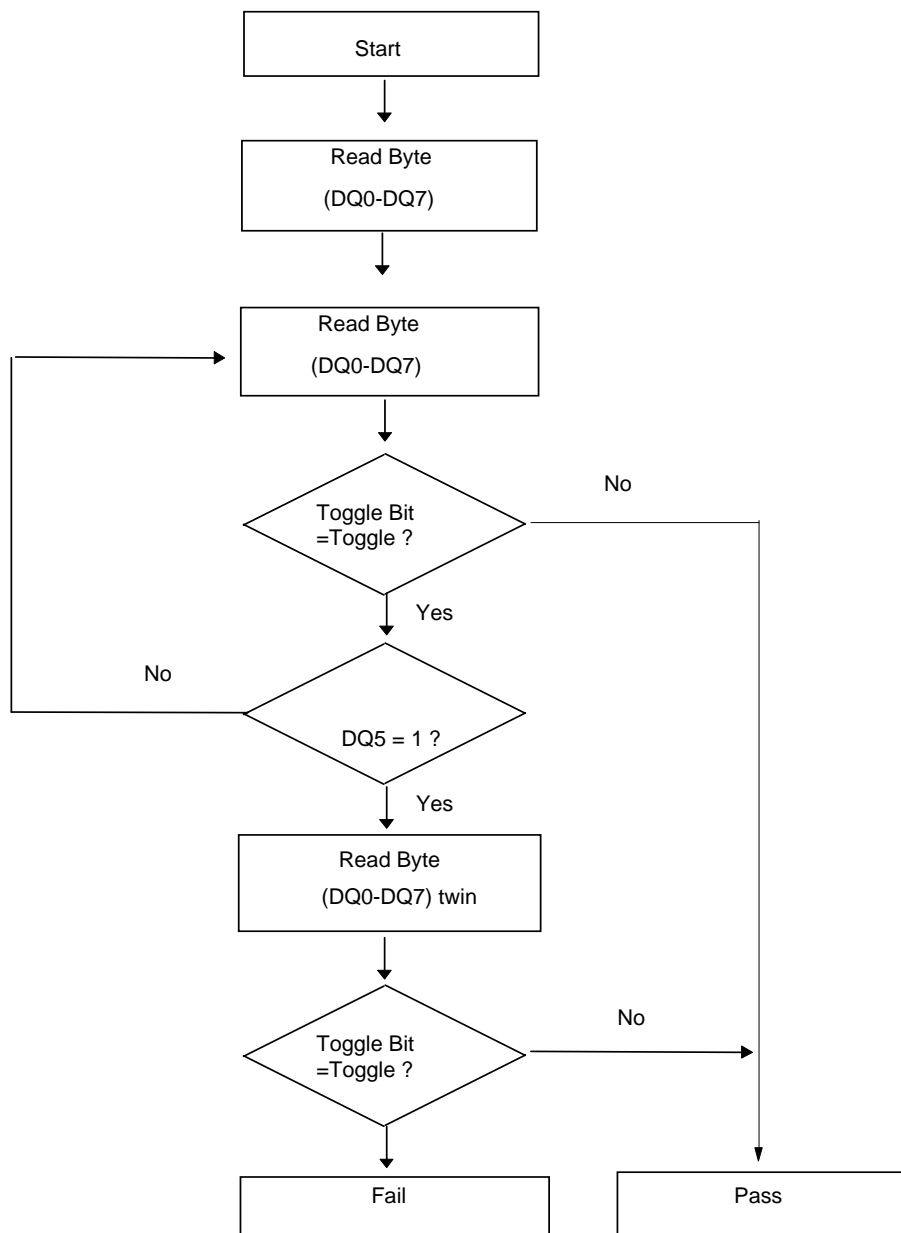 Start
Read Byte
(DQ0-DQ7)
Read Byte
(DQ0-DQ7)
No
Toggle Bit
=Toggle ?
Yes
No
DQ5 = 1 ?
Yes
Read Byte
(DQ0-DQ7) twin
No
Toggle Bit
=Toggle ?
Fail
Pass